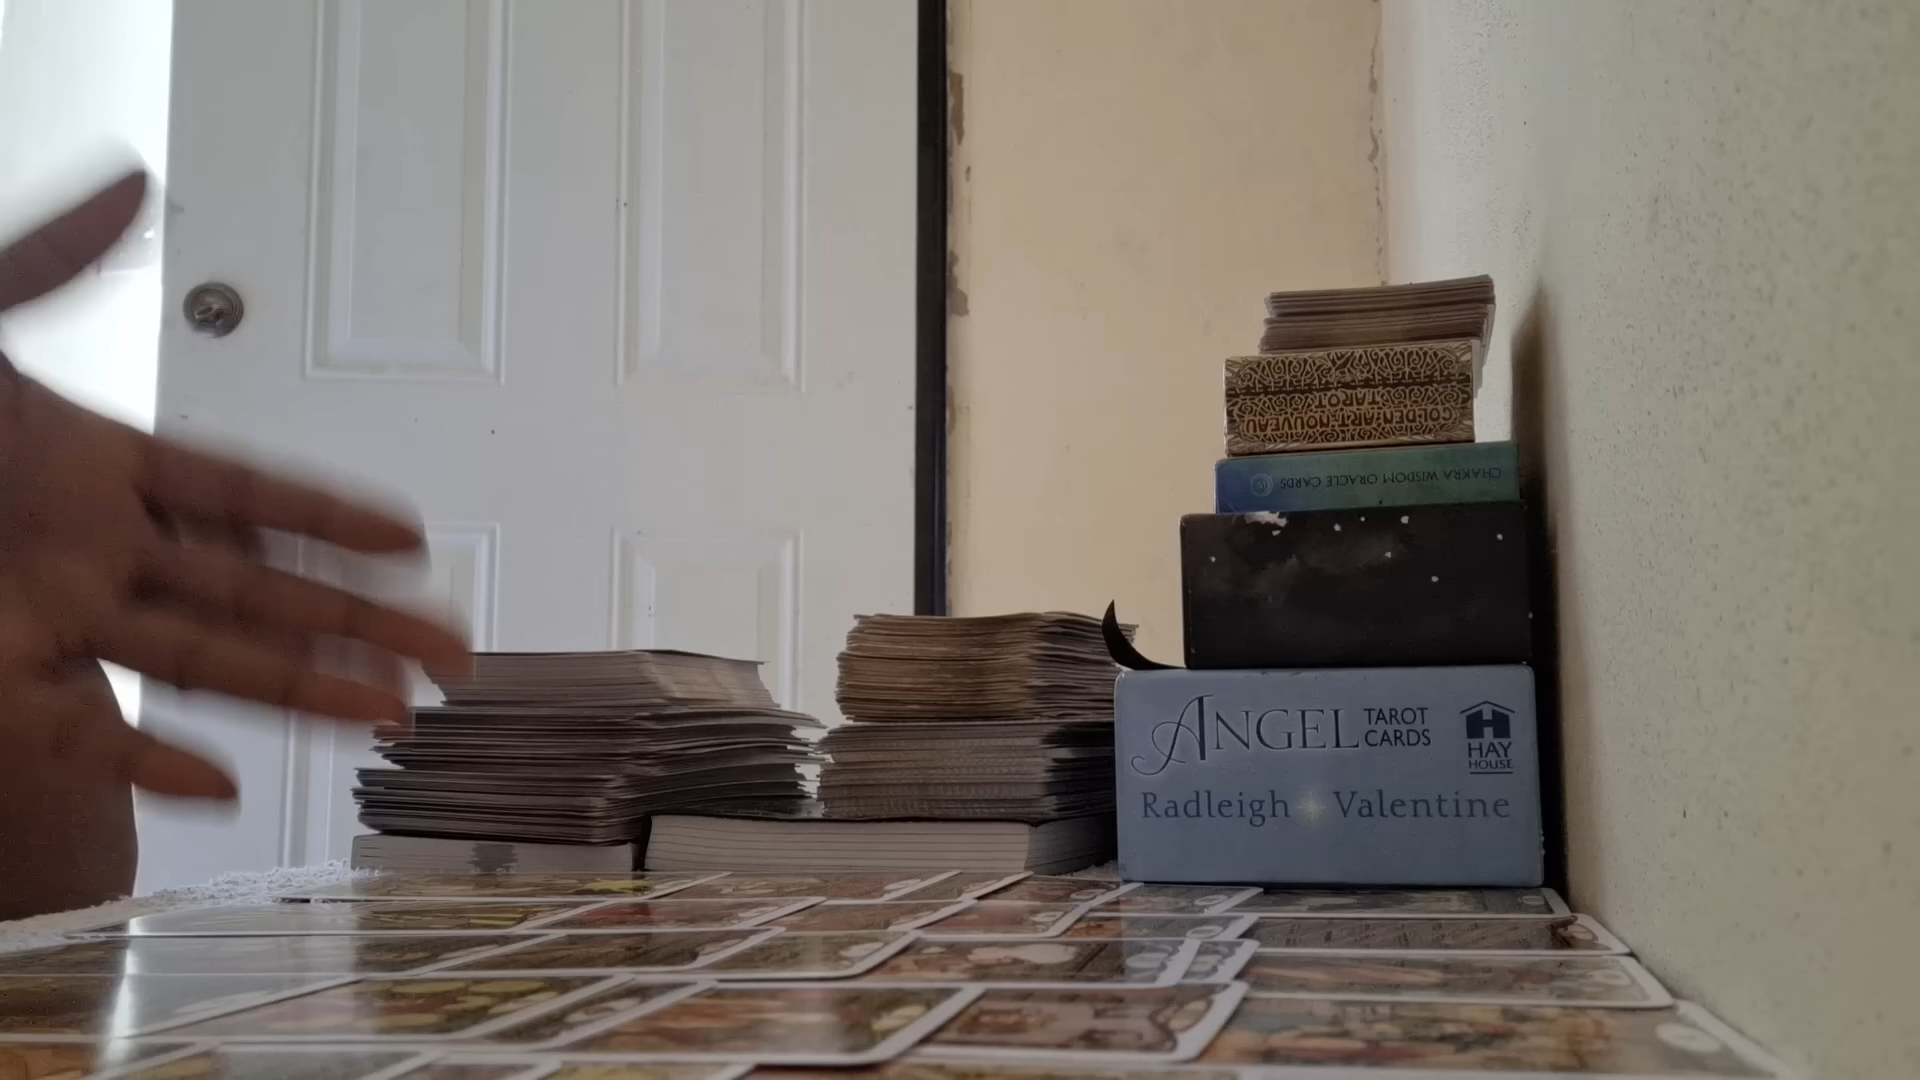 GOLDEN ART NOUVEAU
TAROT
CHAKRA WISDOM ORACLE CARDS
ANGEL TAROT CARDS
HAY HOUSE
Radleigh Valentine